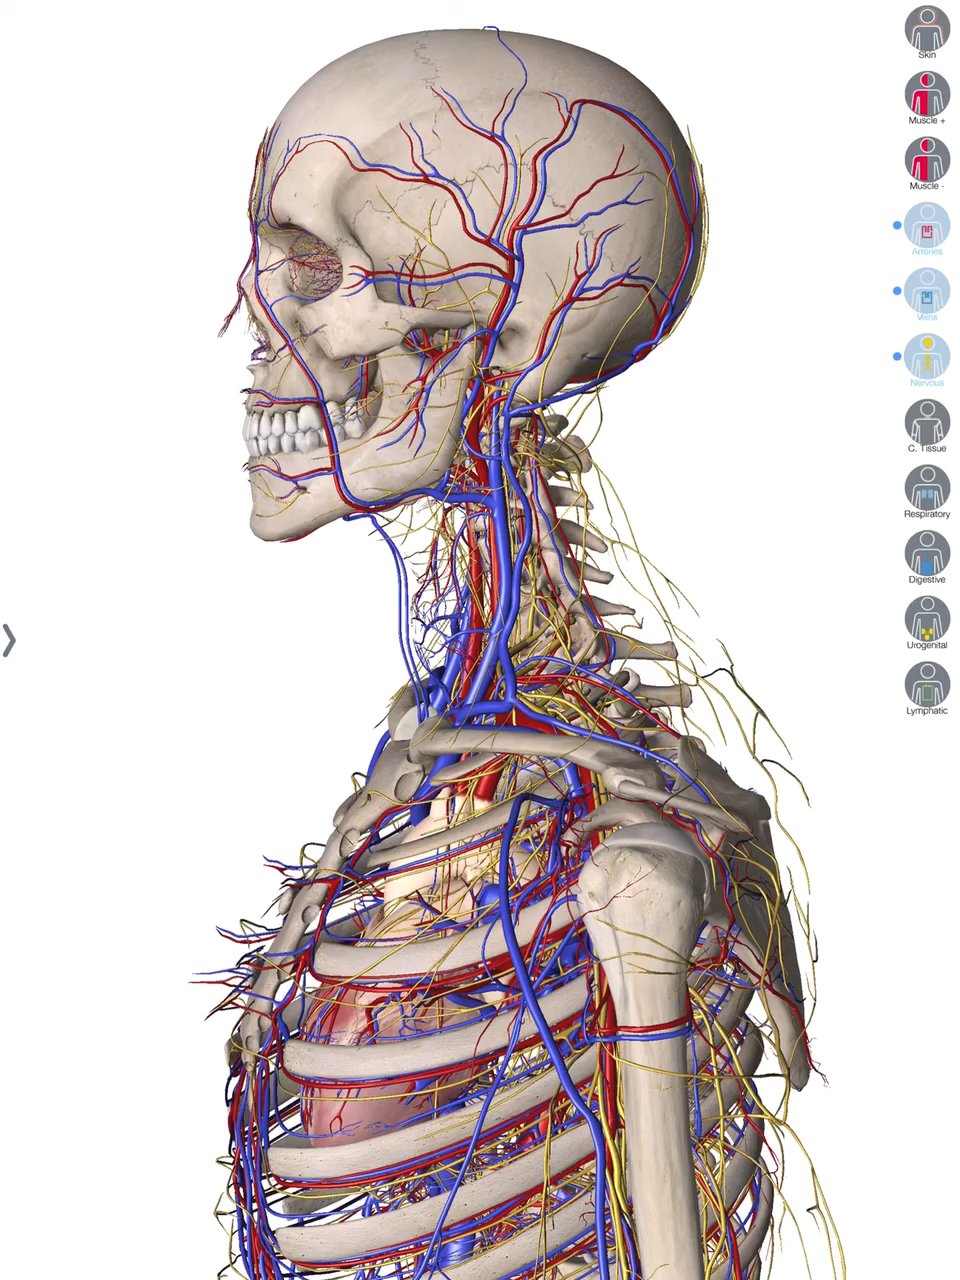 Skin
Muscle +
Muscle -
Arteries
Veins
Nervous
C. Tissue
Respiratory
Digestive
Urogenital
Lymphatic